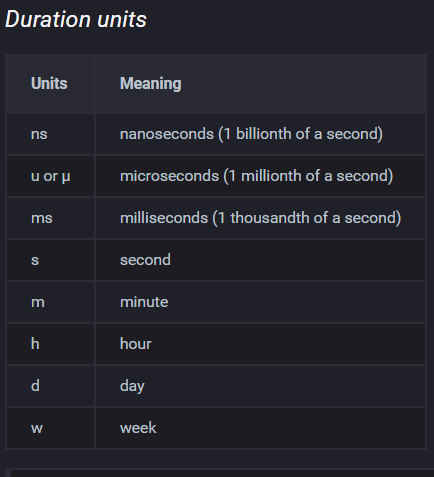 Duration units
Units Meaning
ns nanoseconds (1 billionth of a second)
u or µ microseconds (1 millionth of a second)
ms milliseconds (1 thousandth of a second)
s second
m minute
h hour
d day
w week